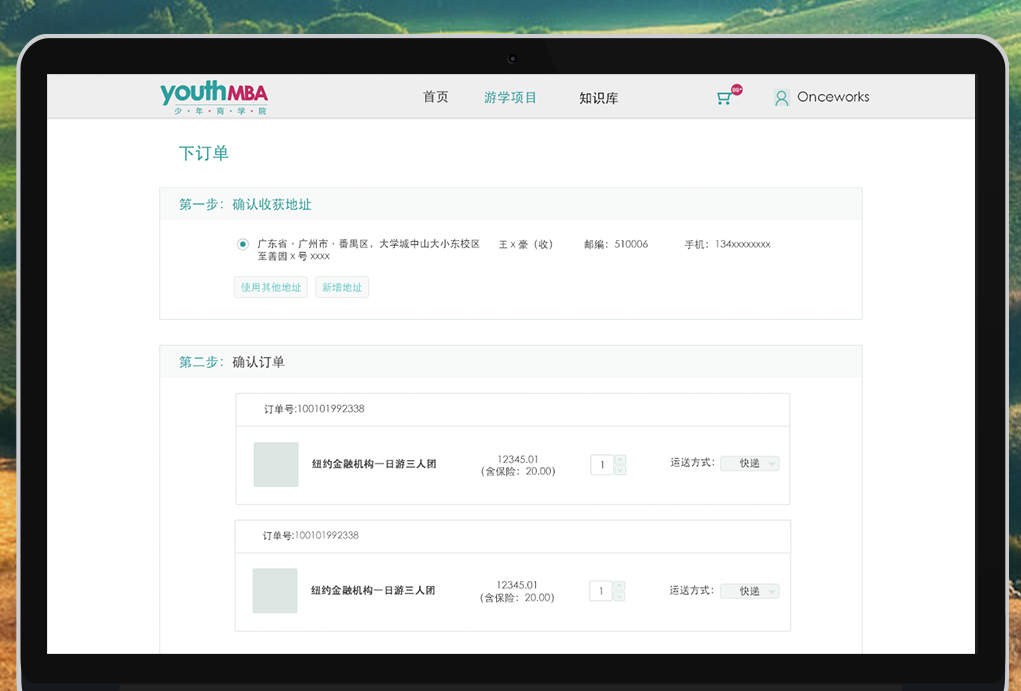 youthMBA
少·年·商·学·院
首页
游学项目
知识库
99+
Onceworks
下订单
第一步：确认收获地址
广东省·广州市·番禺区、大学城中山大小东校区
至善园 x 号 xxxx
王 x 豪（收）
邮编：510006
手机：134xxxxxxxx
使用其他地址
新增地址
第二步：确认订单
订单号:100101992338
纽约金融机构一日游三人团
12345.01
(含保险：20.00)
1
运送方式：
快递
订单号:100101992338
纽约金融机构一日游三人团
12345.01
(含保险：20.00)
1
运送方式：
快递